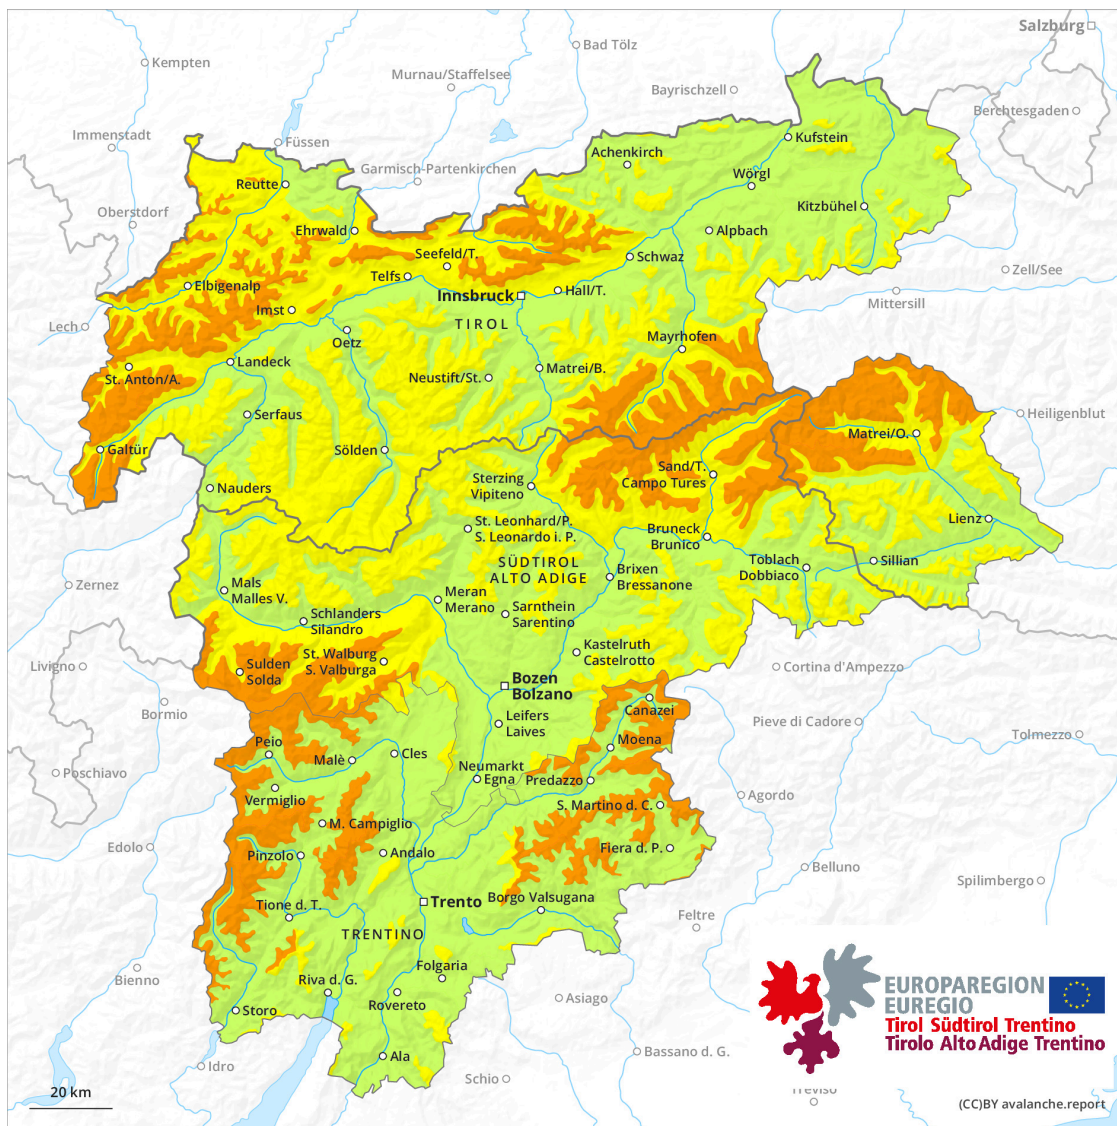 Salzburg
Bad Tölz
Kempten
Murnau/Staffelsee
Bayrischzell
Berchtesgaden
Immenstadt
Füssen
Kufstein
Achenkirch
Garmisch-Partenkirchen
Wörgl
Reutte
Oberstdorf
Kitzbühel
Ehrwald
Alpbach
Seefeld/T.
Schwaz
Zell/See
Telfs
Elbigenalp
Innsbruck
Hall/T.
Mittersill
Imst
TIROL
Lech
Oetz
Mayrhofen
Landeck
Matrei/B.
St. Anton/A.
Neustift/St.
Serfaus
Heiligenblut
Matrei/O.
Galtür
Sölden
Sand/T.
Campo Tures
Sterzing
Vipiteno
Nauders
Lienz
St. Leonhard/P.
S. Leonardo i. P.
Bruneck
Brunico
SÜDTIROL
ALTO ADIGE
Toblach
Dobbiaco
Sillian
Zernez
Mals
Malles V.
Brixen
Bressanone
Meran
Merano
Schlanders
Silandro
Sarnthein
Sarentino
Kastelruth
Castelrotto
St. Walburg
S. Valburga
Livigno
Sulden
Solda
Cortina d'Ampezzo
Bozen
Bolzano
Bormio
Canazei
Leifers
Laives
Pieve di Cadore
Tolmezzo
Peio
Moena
Cles
Malè
Poschiavo
Neumarkt
Egna
Predazzo
Agordo
Vermiglio
S. Martino d. C.
M. Campiglio
Edolo
Fiera d. P.
Pinzolo
Andalo
Belluno
Spilimbergo
Borgo Valsugana
Trento
Tione d. T.
Feltre
TRENTINO
Folgaria
Bienno
Riva d. G.
Rovereto
Asiago
Storo
EUROPAREGION
EUREGIO
Tirol Südtirol Trentino
Tirolo Alto Adige Trentino
Ala
Bassano d. G.
Idro
Schio
Treviso
20 km
(CC)BY avalanche.report